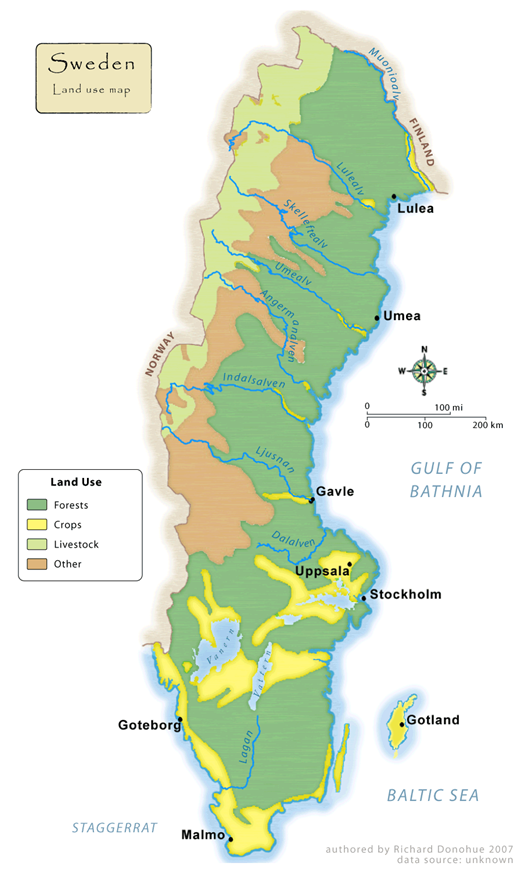 Sweden
Land use map
Muonioalv
FINLAND
Lulealv
Lulea
Skelleftealv
Umealv
Umea
Angerm analven
NORWAY
N
W E
S
Indalsalven
0 100 mi
0 100 200 km
Ljusnan
GULF OF
BATHNIA
Land Use
Forests
Crops
Livestock
Other
Gavle
Dalalven
Uppsala
Stockholm
Vanern
Vattern
Goteborg
Gotland
Lagan
BALTIC SEA
STAGGERRAT
Malmo
authored by Richard Donohue 2007
data source: unknown